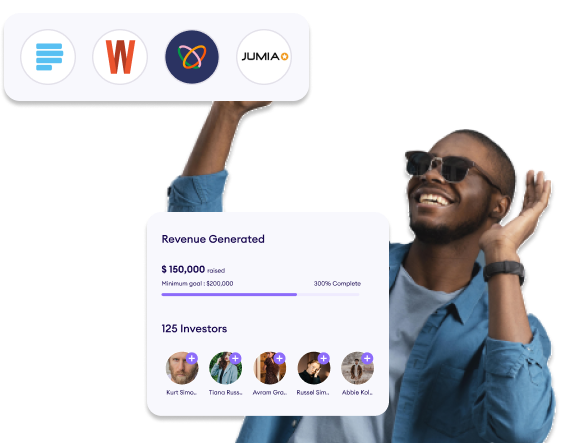 W
JUMIA
Revenue Generated
$ 150,000 raised
Minimum goal : $200,000 300% Complete
125 Investors
Kurt Simo.. Tiana Russ.. Avram Gra.. Russel Sim.. Abbie Kol..